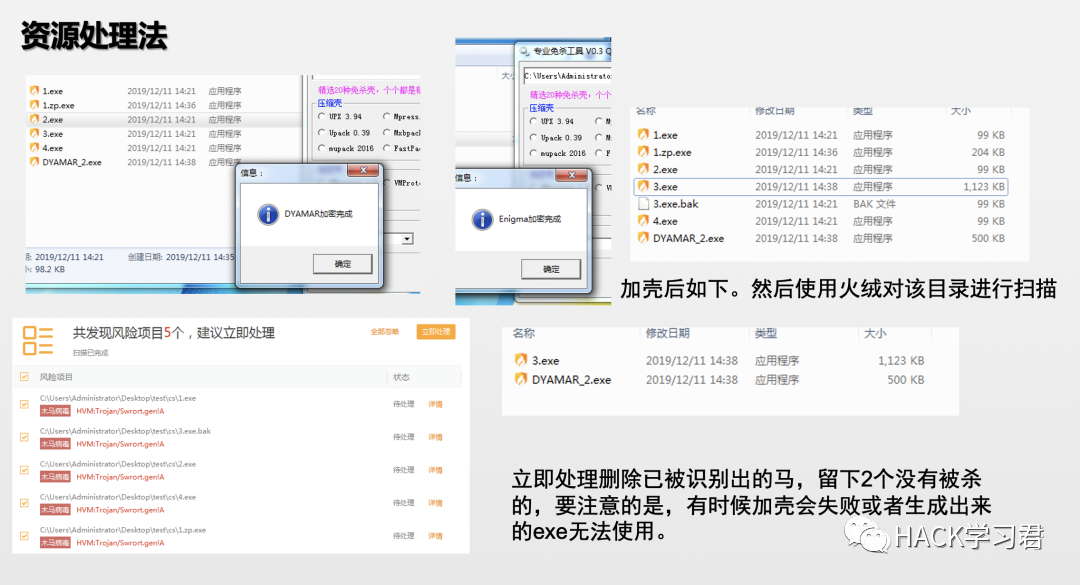 资源处理法
1.exe 2019/12/11 14:21 应用程序
1.zp.exe 2019/12/11 14:36 应用程序
2.exe 2019/12/11 14:21 应用程序
3.exe 2019/12/11 14:21 应用程序
4.exe 2019/12/11 14:21 应用程序
DYAMAR_2.exe 2019/12/11 14:38 应用程序
2019/12/11 14:21 创建日期: 2019/12/11 14:35
98.2 KB
精选20种免杀壳，个个都是
压缩壳
UPX 3.94 Mpress.
Upack 0.39 Nsbpack
mupack 2016 FastPa
VMProt
信息：
DYAMAR加密完成
确定
专业免杀工具 V0.3 Q
大小
C:\Users\Administrato
精选20种免杀壳，个个
压缩壳
UPX 3.94
Upack 0.39
mupack 2016
信息：
Enigma加密完成
确定
名称 修改日期 类型 大小
1.exe 2019/12/11 14:21 应用程序 99 KB
1.zp.exe 2019/12/11 14:36 应用程序 204 KB
2.exe 2019/12/11 14:21 应用程序 99 KB
3.exe 2019/12/11 14:38 应用程序 1,123 KB
3.exe.bak 2019/12/11 14:21 BAK 文件 99 KB
4.exe 2019/12/11 14:21 应用程序 99 KB
DYAMAR_2.exe 2019/12/11 14:38 应用程序 500 KB
加壳后如下。然后使用火绒对该目录进行扫描
共发现风险项目5个，建议立即处理
扫描已完成
全部忽略 立即处理
风险项目 状态
C:\Users\Administrator\Desktop\test\cs\1.exe
木马病毒 HVM:Trojan/Swrort.gen!A 待处理 详情
C:\Users\Administrator\Desktop\test\cs\3.exe.bak
木马病毒 HVM:Trojan/Swrort.gen!A 待处理 详情
C:\Users\Administrator\Desktop\test\cs\2.exe
木马病毒 HVM:Trojan/Swrort.gen!A 待处理 详情
C:\Users\Administrator\Desktop\test\cs\4.exe
木马病毒 HVM:Trojan/Swrort.gen!A 待处理 详情
C:\Users\Administrator\Desktop\test\cs\1.zp.exe
木马病毒 HVM:Trojan/Swrort.gen!A 待处理 详情
名称 修改日期 类型 大小
3.exe 2019/12/11 14:38 应用程序 1,123 KB
DYAMAR_2.exe 2019/12/11 14:38 应用程序 500 KB
立即处理删除已被识别出的马，留下2个没有被杀
的，要注意的是，有时候加壳会失败或者生成出来
的exe无法使用。
HACK学习君